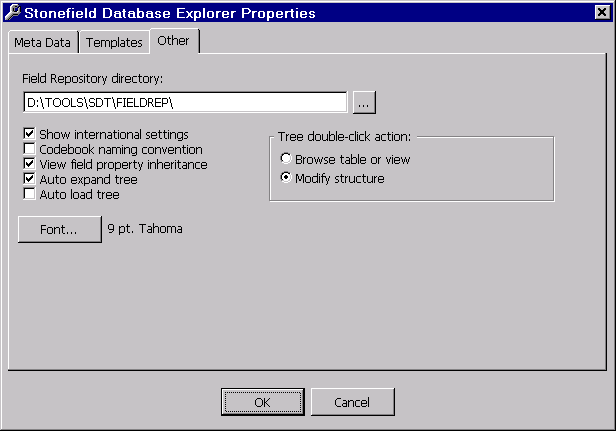 Stonefield Database Explorer Properties
Meta Data Templates Other
Field Repository directory:
D:\TOOLS\SDT\FIELDREP\ ...
Show international settings
Codebook naming convention
View field property inheritance
Auto expand tree
Auto load tree
Tree double-click action:
Browse table or view
Modify structure
Font... 9 pt. Tahoma
OK Cancel